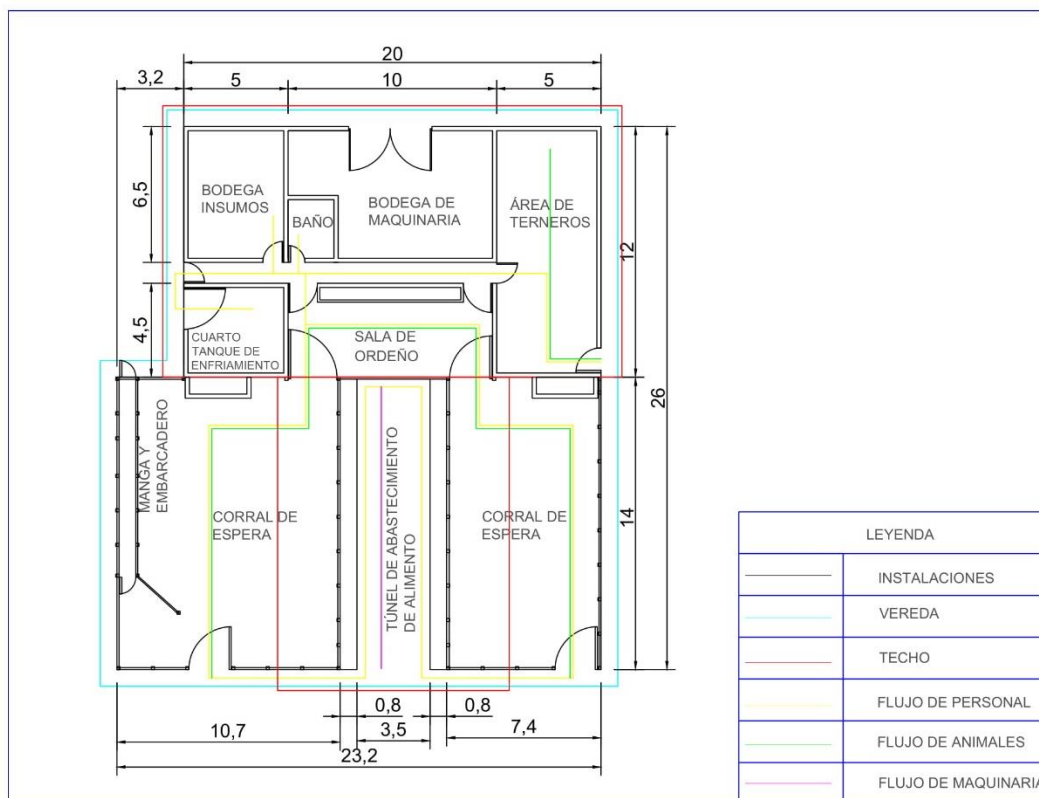 20
3,2
5
10
5
6,5
BODEGA
INSUMOS
BAÑO
BODEGA DE
MAQUINARIA
ÁREA DE
TERNEROS
12
4,5
CUARTO
TANQUE DE
ENFRIAMIENTO
SALA DE
ORDEÑO
26
MANGA Y
EMBARCADERO
CORRAL DE
ESPERA
TÚNEL DE ABASTECIMIENTO
DE ALIMENTO
CORRAL DE
ESPERA
14
0,8
0,8
10,7
3,5
7,4
23,2
LEYENDA
INSTALACIONES
VEREDA
TECHO
FLUJO DE PERSONAL
FLUJO DE ANIMALES
FLUJO DE MAQUINARIA